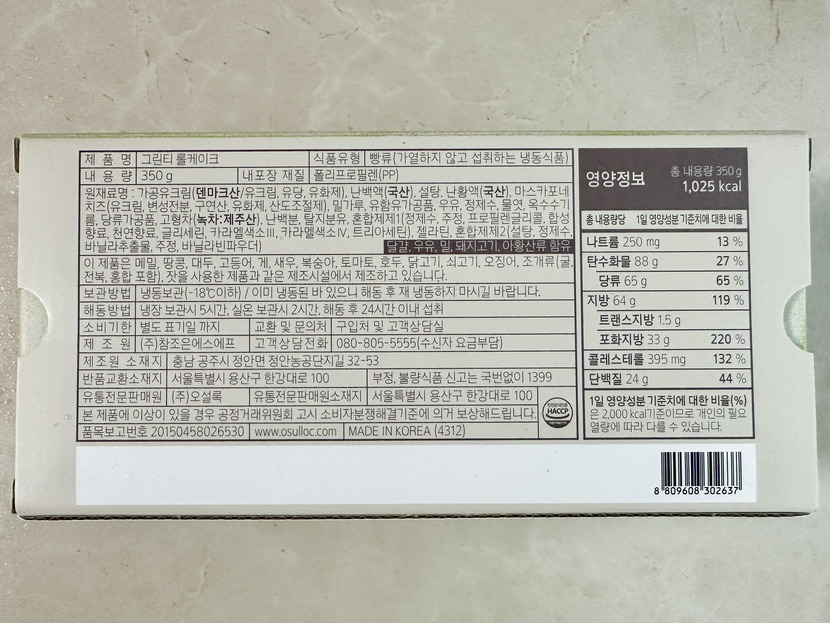 제 품 명 그린티 롤케이크 식품유형 빵류(가열하지 않고 섭취하는 냉동식품)
내 용 량 350 g 내포장 재질 폴리프로필렌(PP)
원재료명 : 가공유크림(덴마크산/유크림, 유당, 유화제), 난백액(국산), 설탕, 난황액(국산), 마스카포네
치즈(유크림, 변성전분, 구연산, 유화제, 산도조절제), 밀가루, 유함유가공품, 우유, 정제수, 물엿, 옥수수기
름, 당류가공품, 고형차(녹차:제주산), 난백분, 탈지분유, 혼합제제1(정제수, 주정, 프로필렌글리콜, 합성
향료, 천연향료, 글리세린, 카라멜색소Ⅲ, 카라멜색소Ⅳ, 트리아세틴), 젤라틴, 혼합제제2(설탕, 정제수,
바닐라추출물, 주정, 바닐라빈파우더) 달걀, 우유, 밀, 돼지고기, 아황산류 함유
이 제품은 메밀, 땅콩, 대두, 고등어, 게, 새우, 복숭아, 토마토, 호두, 닭고기, 쇠고기, 오징어, 조개류(굴,
전복, 홍합 포함), 잣을 사용한 제품과 같은 제조시설에서 제조하고 있습니다.
보관방법 냉동보관(-18℃이하) / 이미 냉동된 바 있으니 해동 후 재 냉동하지 마시길 바랍니다.
해동방법 냉장 보관시 5시간, 실온 보관시 2시간, 해동 후 24시간 이내 섭취
소비기한 별도 표기일 까지 교환 및 문의처 구입처 및 고객상담실
제 조 원 (주)참조은에스에프 고객상담전화 080-805-5555(수신자 요금부담)
제조원 소재지 충남 공주시 정안면 정안농공단지길 32-53
반품교환소재지 서울특별시 용산구 한강대로 100 부정, 불량식품 신고는 국번없이 1399
유통전문판매원 (주)오설록 유통전문판매원소재지 서울특별시 용산구 한강대로 100
본 제품에 이상이 있을 경우 공정거래위원회 고시 소비자분쟁해결기준에 의거 보상해드립니다.
HACCP
품목보고번호 20150458026530 www.osulloc.com MADE IN KOREA (4312)
영양정보 총 내용량 350 g
1,025 kcal
총 내용량당 1일 영양성분 기준치에 대한 비율
나트륨 250 mg 13 %
탄수화물 88 g 27 %
당류 65 g 65 %
지방 64 g 119 %
트랜스지방 1.5 g
포화지방 33 g 220 %
콜레스테롤 395 mg 132 %
단백질 24 g 44 %
1일 영양성분 기준치에 대한 비율(%)
은 2,000 kcal기준이므로 개인의 필요
열량에 따라 다를 수 있습니다.
8 809608 302637